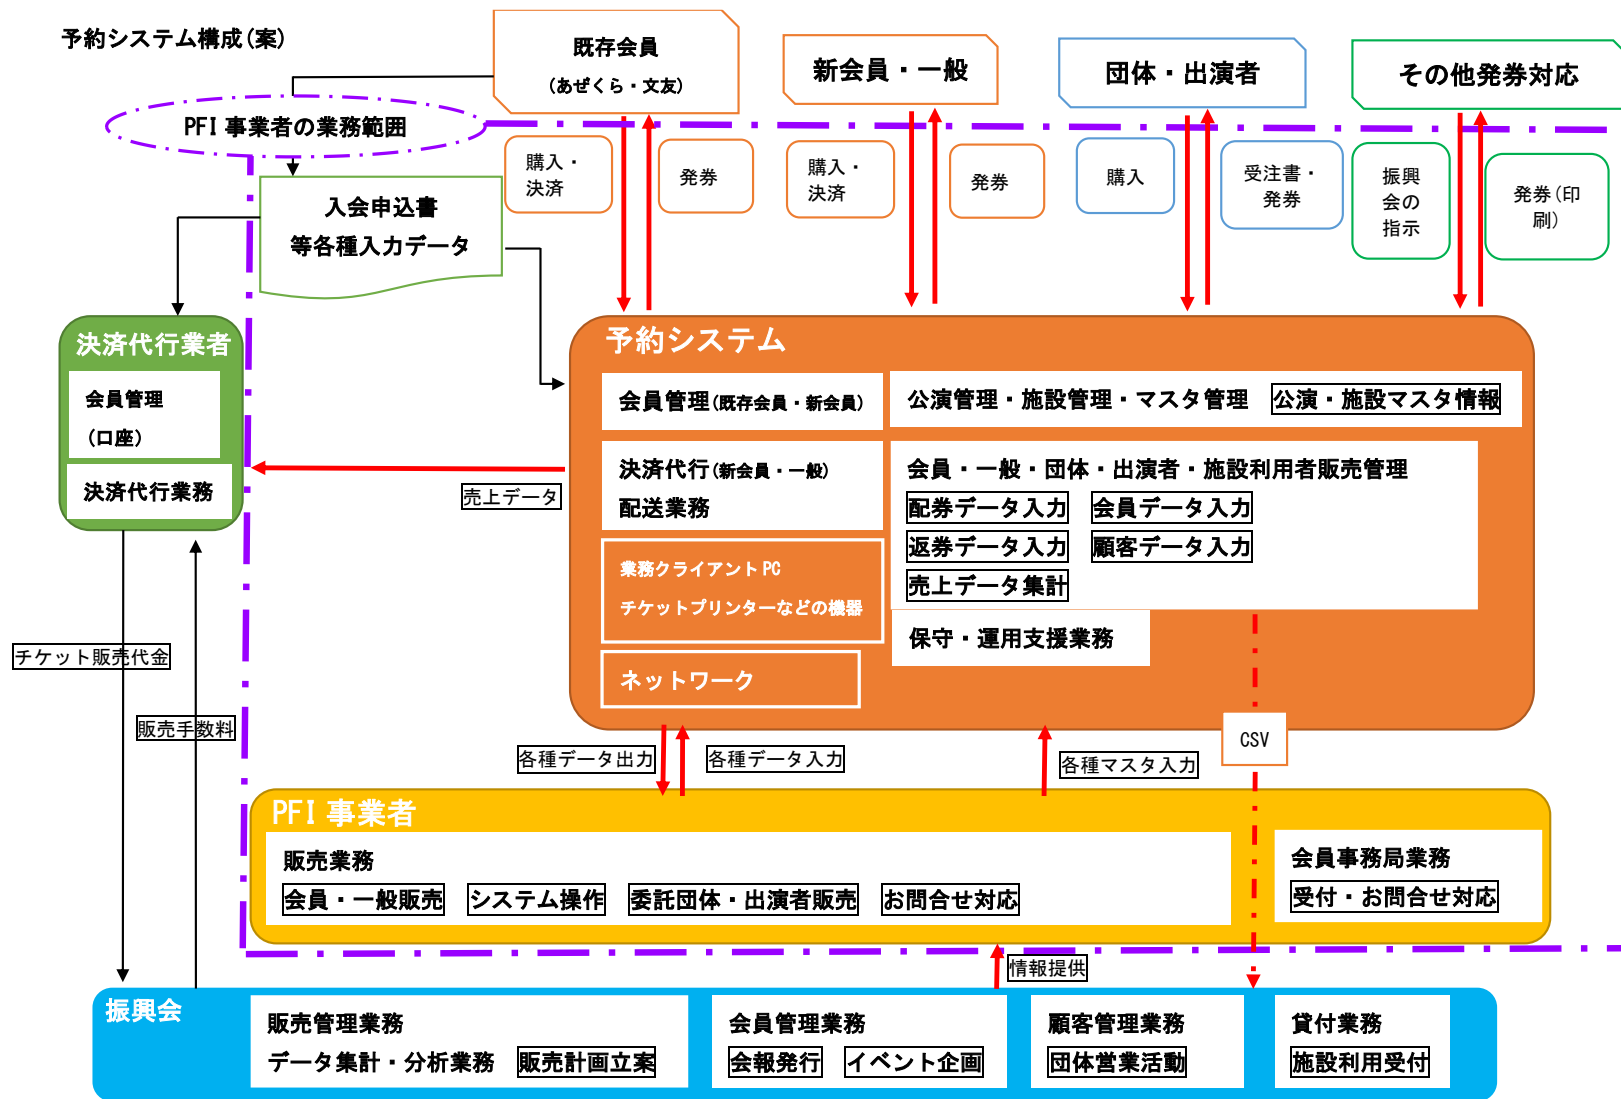 予約システム構成(案)
既存会員
(あぜくら・文友)
新会員・一般
団体・出演者
その他発券対応
PFI 事業者の業務範囲
購入・
決済
発券
購入・
決済
発券
購入
受注書・
発券
振興
会の
指示
発券(印
刷)
入会申込書
等各種入力データ
決済代行業者
会員管理
(口座)
決済代行業務
予約システム
会員管理(既存会員・新会員)
公演管理・施設管理・マスタ管理 公演・施設マスタ情報
決済代行(新会員・一般)
配送業務
会員・一般・団体・出演者・施設利用者販売管理
配券データ入力 会員データ入力
返券データ入力 顧客データ入力
売上データ集計
売上データ
業務クライアント PC
チケットプリンターなどの機器
保守・運用支援業務
ネットワーク
チケット販売代金
販売手数料
各種データ出力
各種データ入力
各種マスタ入力
CSV
PFI 事業者
販売業務
会員・一般販売 システム操作 委託団体・出演者販売 お問合せ対応
会員事務局業務
受付・お問合せ対応
情報提供
振興会
販売管理業務
データ集計・分析業務 販売計画立案
会員管理業務
会報発行 イベント企画
顧客管理業務
団体営業活動
貸付業務
施設利用受付